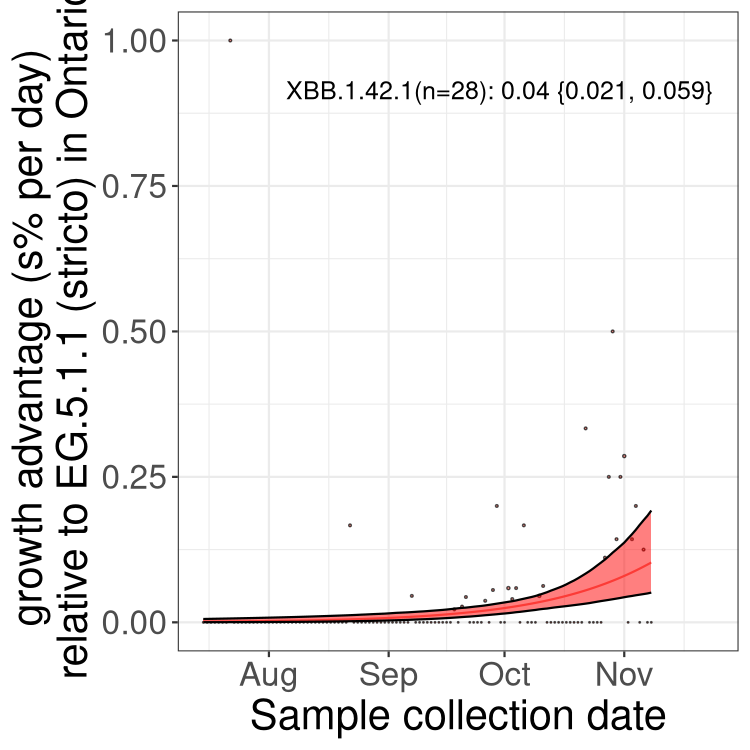 growth advantage (s% per day)
relative to EG.5.1.1 (stricto) in Ontario
1.00
XBB.1.42.1(n=28): 0.04 {0.021, 0.059}
0.75
0.50
0.25
0.00
Aug Sep Oct Nov
Sample collection date